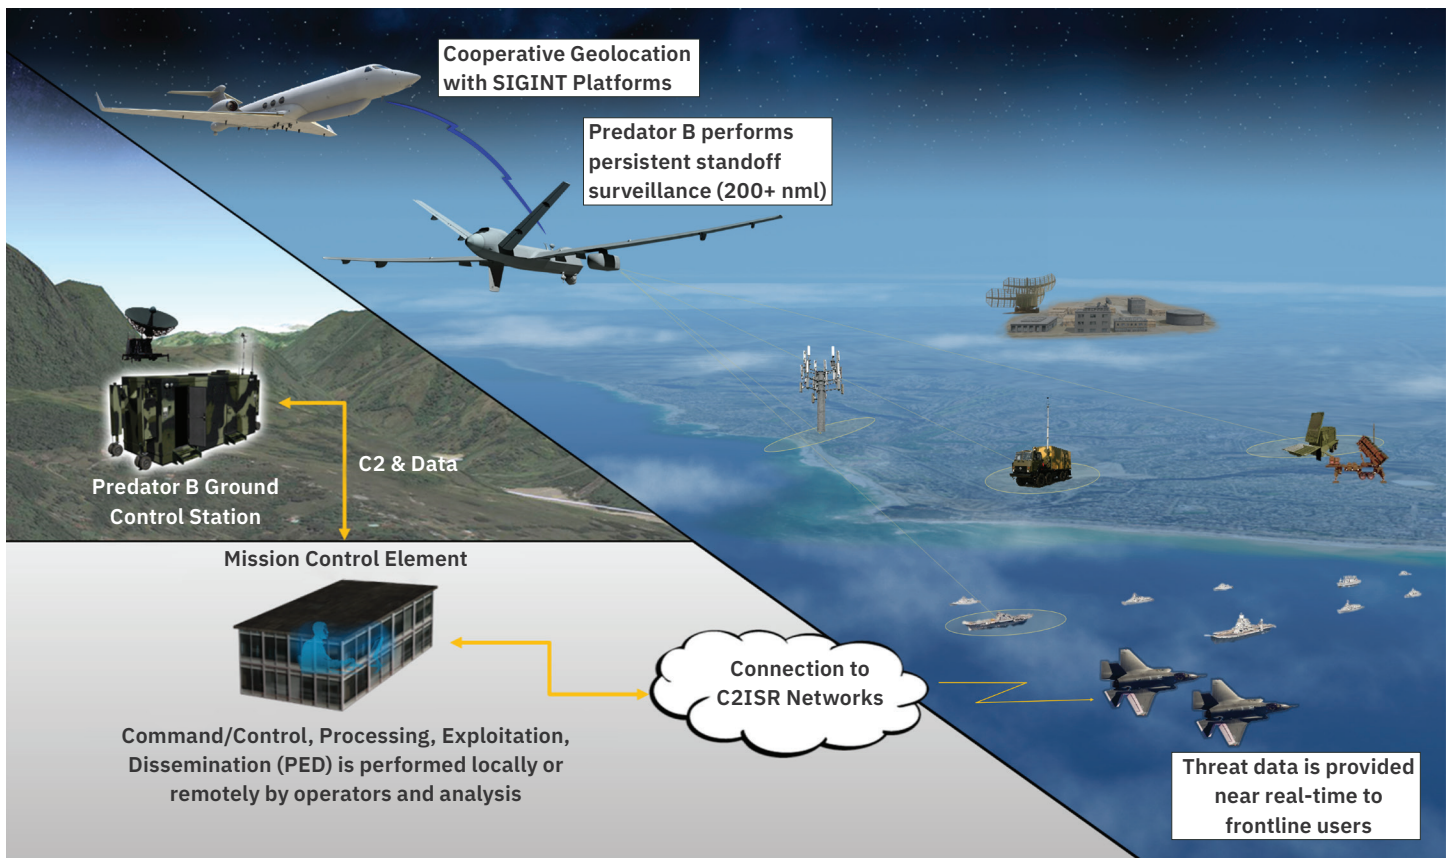 Cooperative Geolocation
with SIGINT Platforms
Predator B performs
persistent standoff
surveillance (200+ nml)
C2 & Data
Predator B Ground
Control Station
Mission Control Element
Connection to
C2ISR Networks
Command/Control, Processing, Exploitation,
Dissemination (PED) is performed locally or
remotely by operators and analysis
Threat data is provided
near real-time to
frontline users